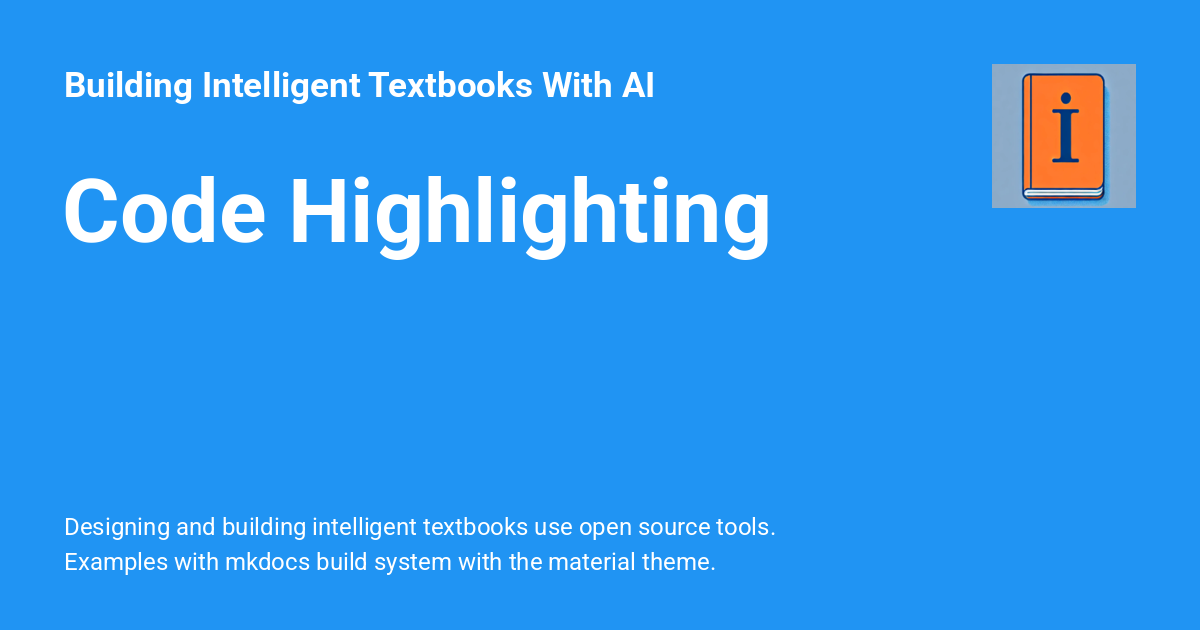 Building Intelligent Textbooks With AI
Code Highlighting
i
Designing and building intelligent textbooks use open source tools.
Examples with mkdocs build system with the material theme.